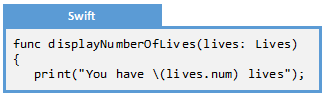 Swift
func displayNumberOfLives(lives: Lives)
{
   print("You have \(lives.num) lives");